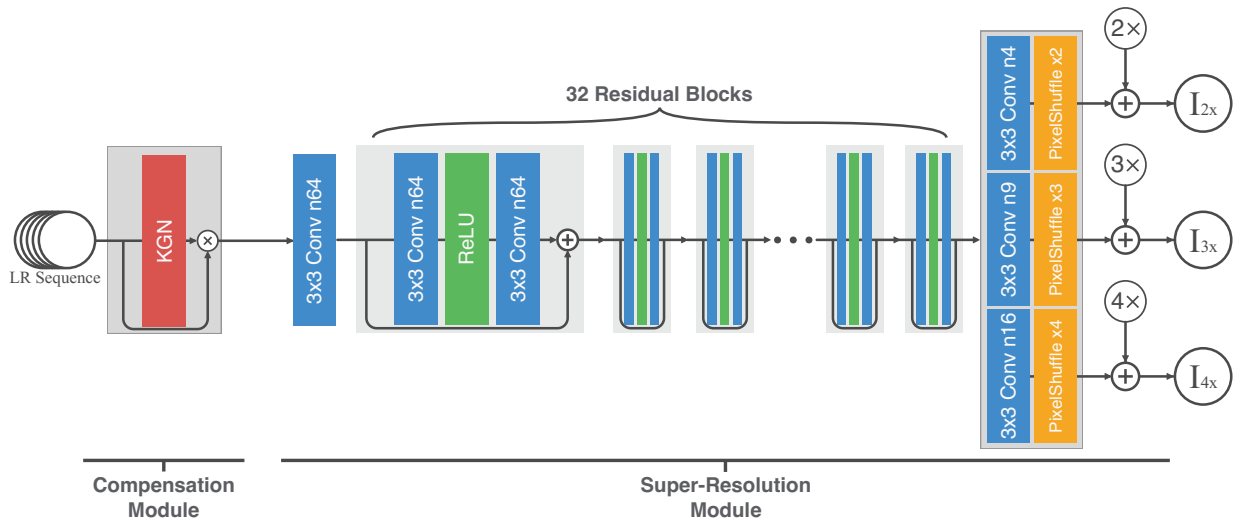 32 Residual Blocks
LR Sequence
KGN
×
3x3 Conv n64
3x3 Conv n64
ReLU
3x3 Conv n64
+
3x3 Conv n4
PixelShuffle x2
2×
+
I2x
3x3 Conv n9
PixelShuffle x3
3×
+
I3x
3x3 Conv n16
PixelShuffle x4
4×
+
I4x
Compensation
Module
Super-Resolution
Module